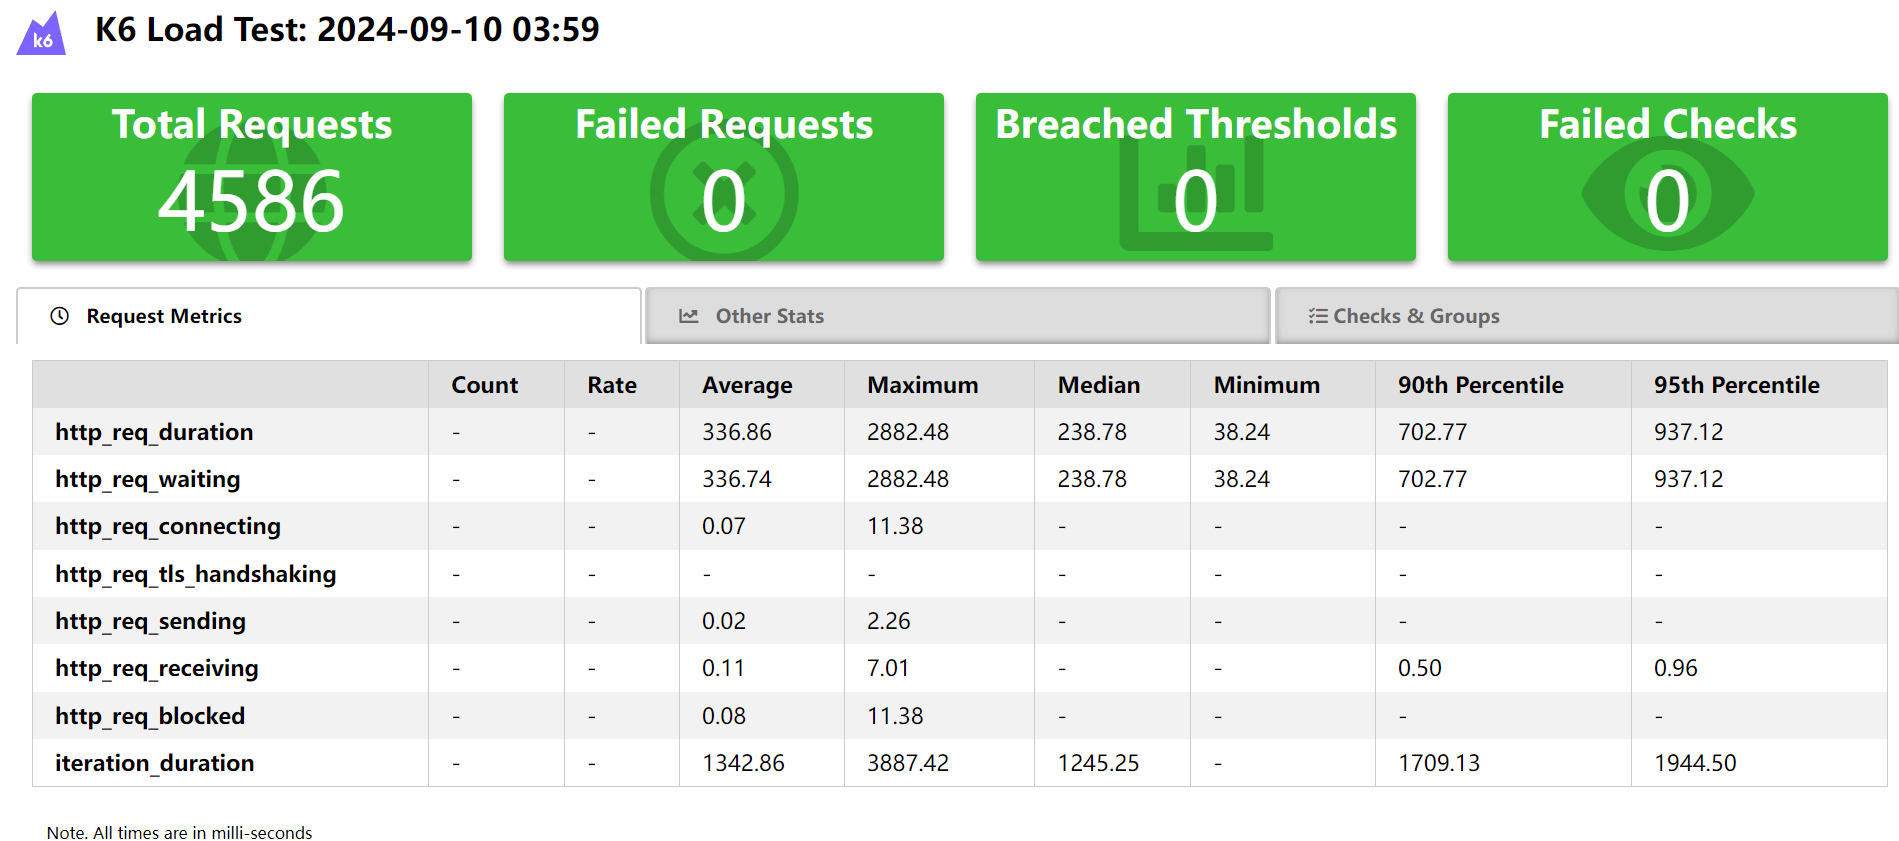 k6
K6 Load Test: 2024-09-10 03:59
Total Requests
4586
Failed Requests
0
Breached Thresholds
0
Failed Checks
0
Request Metrics
Other Stats
Checks & Groups
Count Rate Average Maximum Median Minimum 90th Percentile 95th Percentile
http_req_duration - - 336.86 2882.48 238.78 38.24 702.77 937.12
http_req_waiting - - 336.74 2882.48 238.78 38.24 702.77 937.12
http_req_connecting - - 0.07 11.38 - - - -
http_req_tls_handshaking - - - - - - - -
http_req_sending - - 0.02 2.26 - - - -
http_req_receiving - - 0.11 7.01 - - 0.50 0.96
http_req_blocked - - 0.08 11.38 - - - -
iteration_duration - - 1342.86 3887.42 1245.25 - 1709.13 1944.50
Note. All times are in milli-seconds